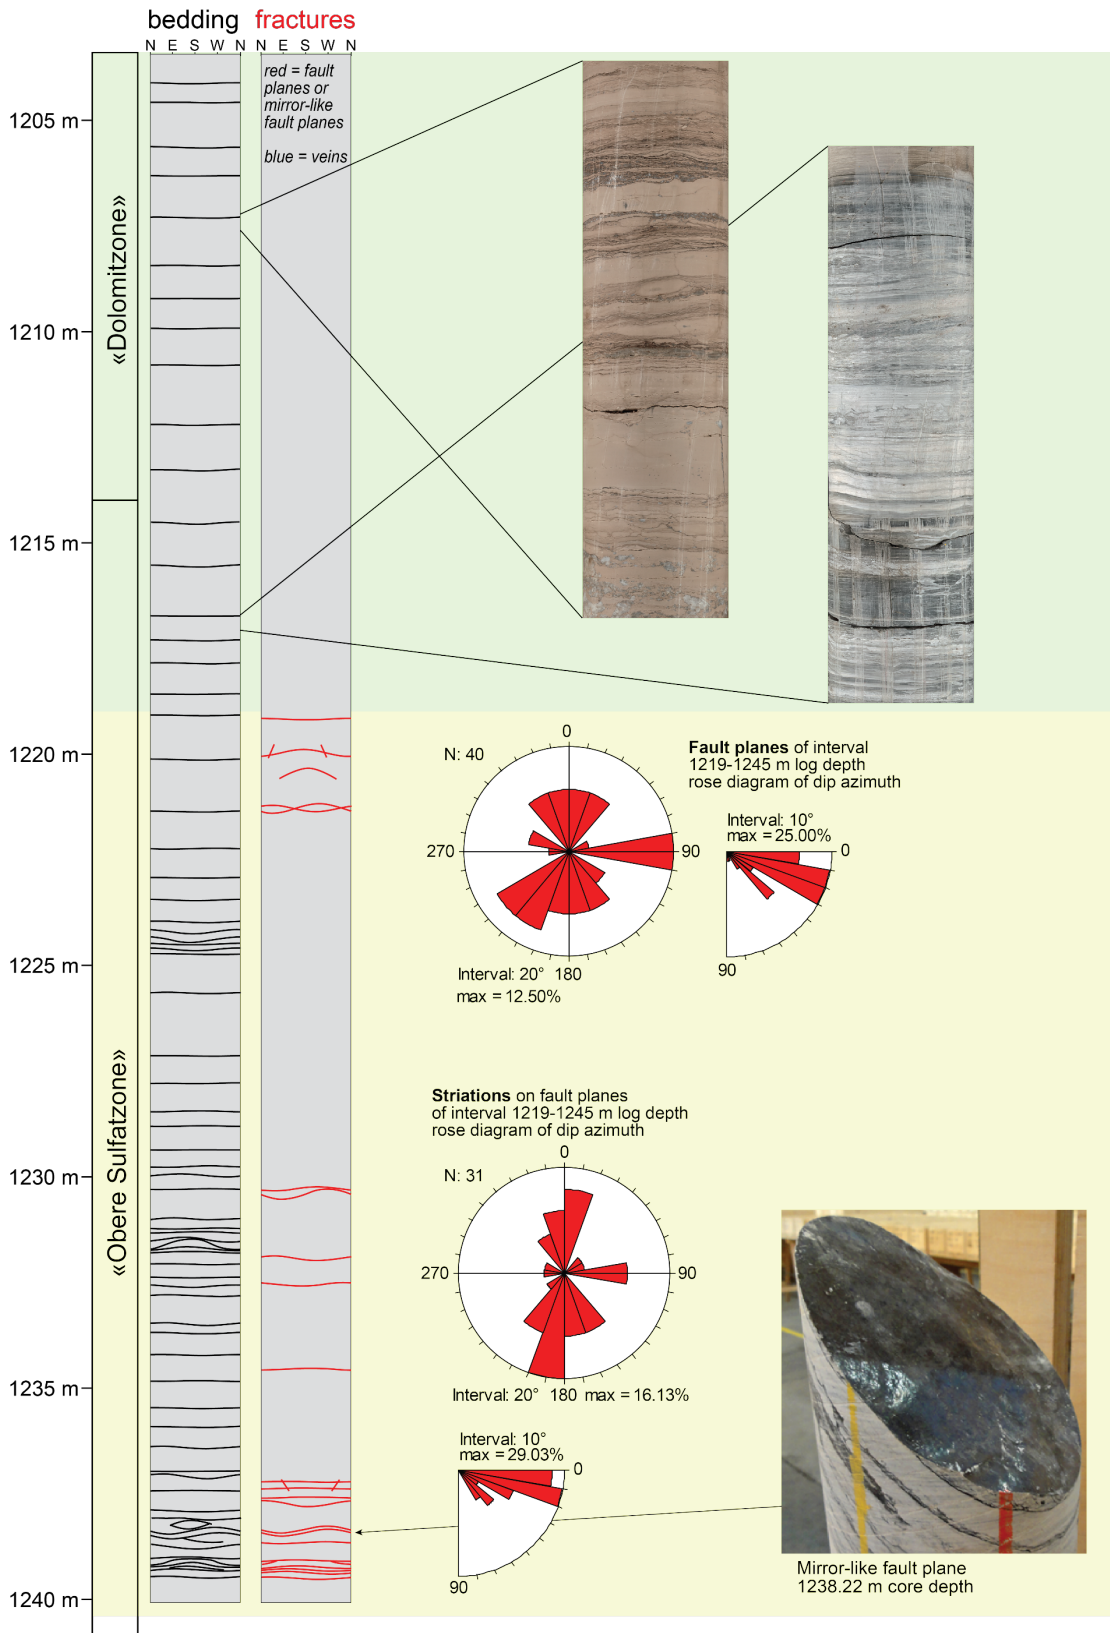 bedding fractures
N E S W N N E S W N
red = fault
planes or
mirror-like
fault planes
blue = veins
1205 m
«Dolomitzone»
1210 m
1215 m
1220 m
0
N: 40
270
90
Interval: 20° 180
max = 12.50%
Fault planes of interval
1219-1245 m log depth
rose diagram of dip azimuth
Interval: 10°
max = 25.00%
0
90
1225 m
«Obere Sulfatzone»
Striations on fault planes
of interval 1219-1245 m log depth
rose diagram of dip azimuth
0
N: 31
1230 m
270
90
1235 m
Interval: 20° 180 max = 16.13%
Interval: 10°
max = 29.03%
0
90
Mirror-like fault plane
1238.22 m core depth
1240 m